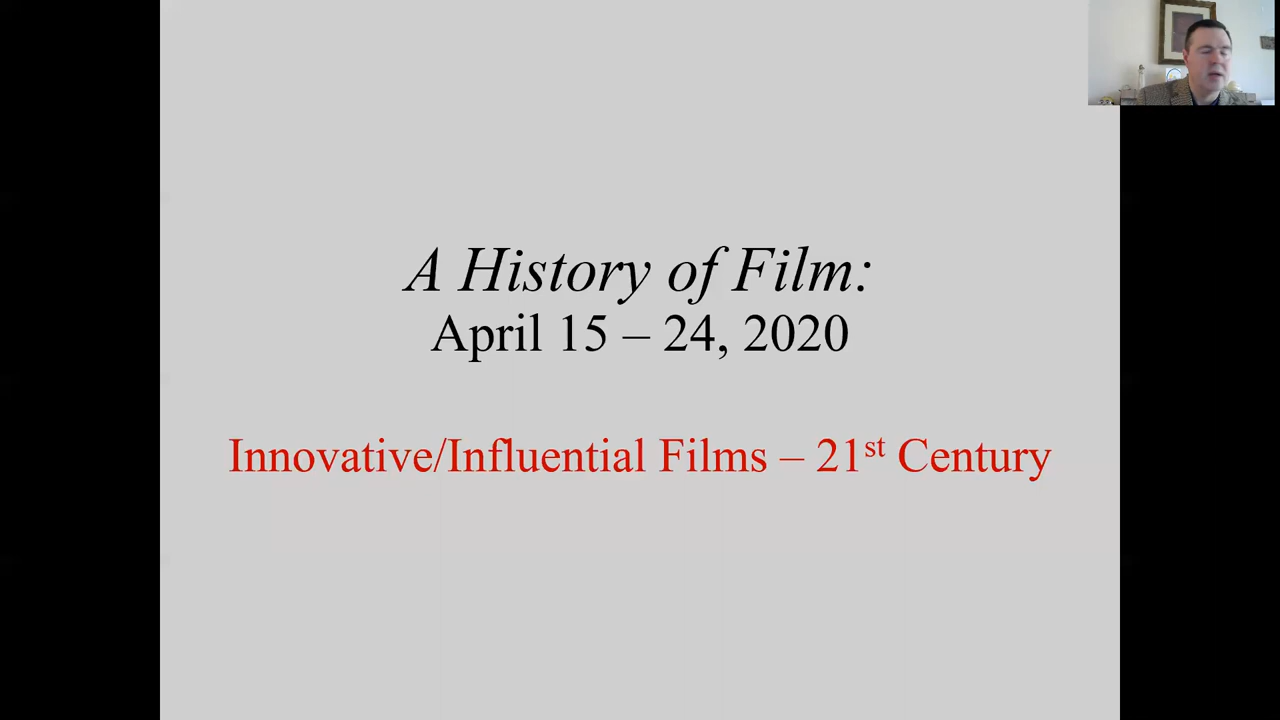 A History of Film:
April 15 – 24, 2020
Innovative/Influential Films – 21st Century